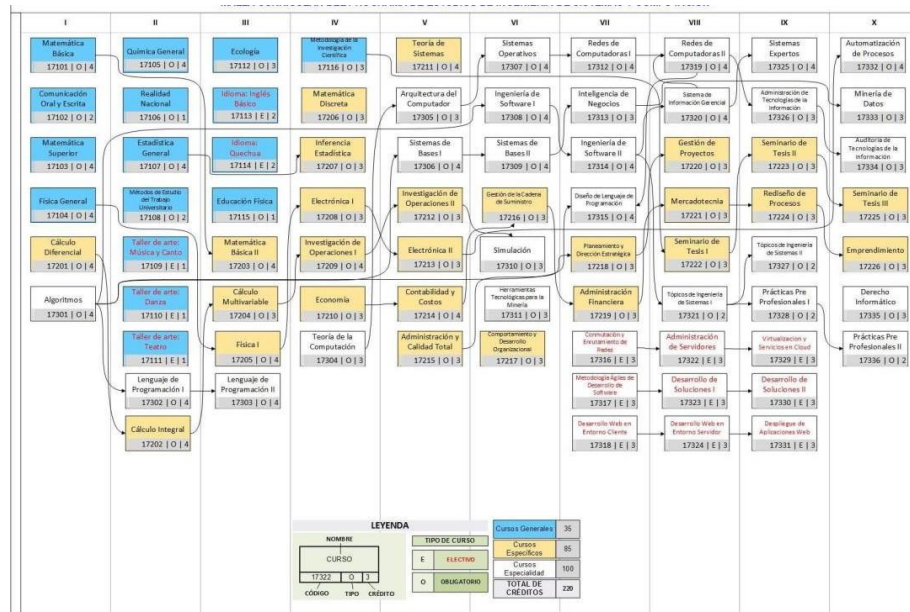 I II III IV V VI VII VIII IX X
Matemática
Básica
17101 | O | 4
Comunicación
Oral y Escrita
17102 | O | 2
Matemática
Superior
17103 | O | 4
Física General
17104 | O | 4
Cálculo
Diferencial
17201 | O | 4
Algoritmos
17301 | O | 4
Química General
17105 | O | 4
Realidad
Nacional
17106 | O | 1
Estadística
General
17107 | O | 4
Métodos de Estudio
del Trabajo
Universitario
17108 | O | 2
Taller de arte:
Música y Canto
17109 | E | 1
Taller de arte:
Danza
17110 | E | 1
Taller de arte:
Teatro
17111 | E | 1
Lenguaje de
Programación I
17302 | O | 4
Cálculo Integral
17202 | O | 4
Ecología
17112 | O | 3
Idioma: Inglés
Básico
17113 | E | 2
Idioma:
Quechua
17114 | E | 2
Educación Física
17115 | O | 1
Matemática
Básica II
17203 | O | 4
Cálculo
Multivariable
17204 | O | 3
Física I
17205 | O | 4
Lenguaje de
Programación II
17303 | O | 4
Metodología de la
Investigación
Científica
17116 | O | 3
Matemática
Discreta
17206 | O | 3
Inferencia
Estadística
17207 | O | 3
Electrónica I
17208 | O | 3
Investigación de
Operaciones I
17209 | O | 4
Economía
17210 | O | 3
Teoría de la
Computación
17304 | O | 3
Teoría de
Sistemas
17211 | O | 4
Arquitectura del
Computador
17305 | O | 3
Sistemas de
Bases I
17306 | O | 4
Investigación de
Operaciones II
17212 | O | 3
Electrónica II
17213 | O | 3
Contabilidad y
Costos
17214 | O | 4
Administración y
Calidad Total
17215 | O | 3
Sistemas
Operativos
17307 | O | 4
Ingeniería de
Software I
17308 | O | 4
Sistemas de
Bases II
17309 | O | 4
Gestión de la Cadena
de Suministro
17216 | O | 3
Simulación
17310 | O | 3
Herramientas
Tecnológicas para la
Minería
17311 | O | 3
Comportamiento y
Desarrollo
Organizacional
17217 | O | 3
Redes de
Computadoras I
17312 | O | 4
Inteligencia de
Negocios
17313 | O | 3
Ingeniería de
Software II
17314 | O | 4
Diseño de Lenguaje de
Programación
17315 | O | 4
Planeamiento y
Dirección Estratégica
17218 | O | 3
Administración
Financiera
17219 | O | 3
Conmutación y
Enrutamiento de
Redes
17316 | E | 3
Metodología Ágiles de
Desarrollo de
Software
17317 | E | 3
Desarrollo Web en
Entorno Cliente
17318 | E | 3
Redes de
Computadoras II
17319 | O | 4
Sistema de
Información Gerencial
17320 | O | 4
Gestión de
Proyectos
17220 | O | 3
Mercadotecnia
17221 | O | 3
Seminario de
Tesis I
17222 | O | 3
Tópicos de Ingeniería
de Sistemas I
17321 | O | 2
Administración
de Servidores
17322 | E | 3
Desarrollo de
Soluciones I
17323 | E | 3
Desarrollo Web en
Entorno Servidor
17324 | E | 3
Sistemas
Expertos
17325 | O | 4
Administración de
Tecnologías de la
Información
17326 | O | 3
Seminario de
Tesis II
17223 | O | 3
Rediseño de
Procesos
17224 | O | 3
Tópicos de Ingeniería
de Sistemas II
17327 | O | 2
Prácticas Pre
Profesionales I
17328 | O | 2
Virtualizacion y
Servicios en Cloud
17329 | E | 3
Desarrollo de
Soluciones II
17330 | E | 3
Despliegue de
Aplicaciones Web
17331 | E | 3
Automatización
de Procesos
17332 | O | 4
Minería de
Datos
17333 | O | 3
Auditoría de
Tecnologías de la
Información
17334 | O | 3
Seminario de
Tesis III
17225 | O | 3
Emprendimiento
17226 | O | 3
Derecho
Informático
17335 | O | 3
Prácticas Pre
Profesionales II
17336 | O | 2
LEYENDA
NOMBRE
CURSO
17322 O 3
CÓDIGO TIPO CRÉDITO
TIPO DE CURSO
E ELECTIVO
O OBLIGATORIO
Cursos Generales 35
Cursos
Específicos 85
Cursos
Especialidad 100
TOTAL DE
CRÉDITOS 220